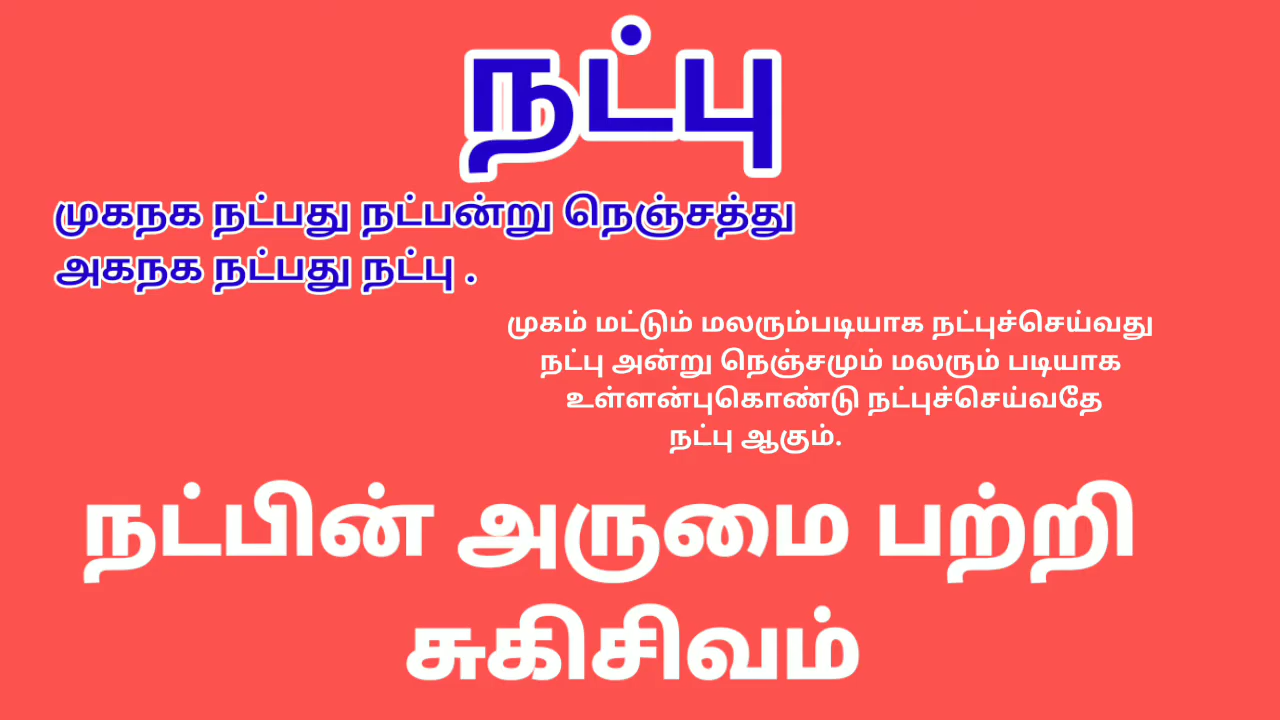 நட்பு
முகநக நட்பது நட்பன்று நெஞ்சத்து
அகநக நட்பது நட்பு .
முகம் மட்டும் மலரும்படியாக நட்புச்செய்வது
நட்பு அன்று நெஞ்சமும் மலரும் படியாக
உள்ளன்புகொண்டு நட்புச்செய்வதே
நட்பு ஆகும்.
நட்பின் அருமை பற்றி
சுகிசிவம்